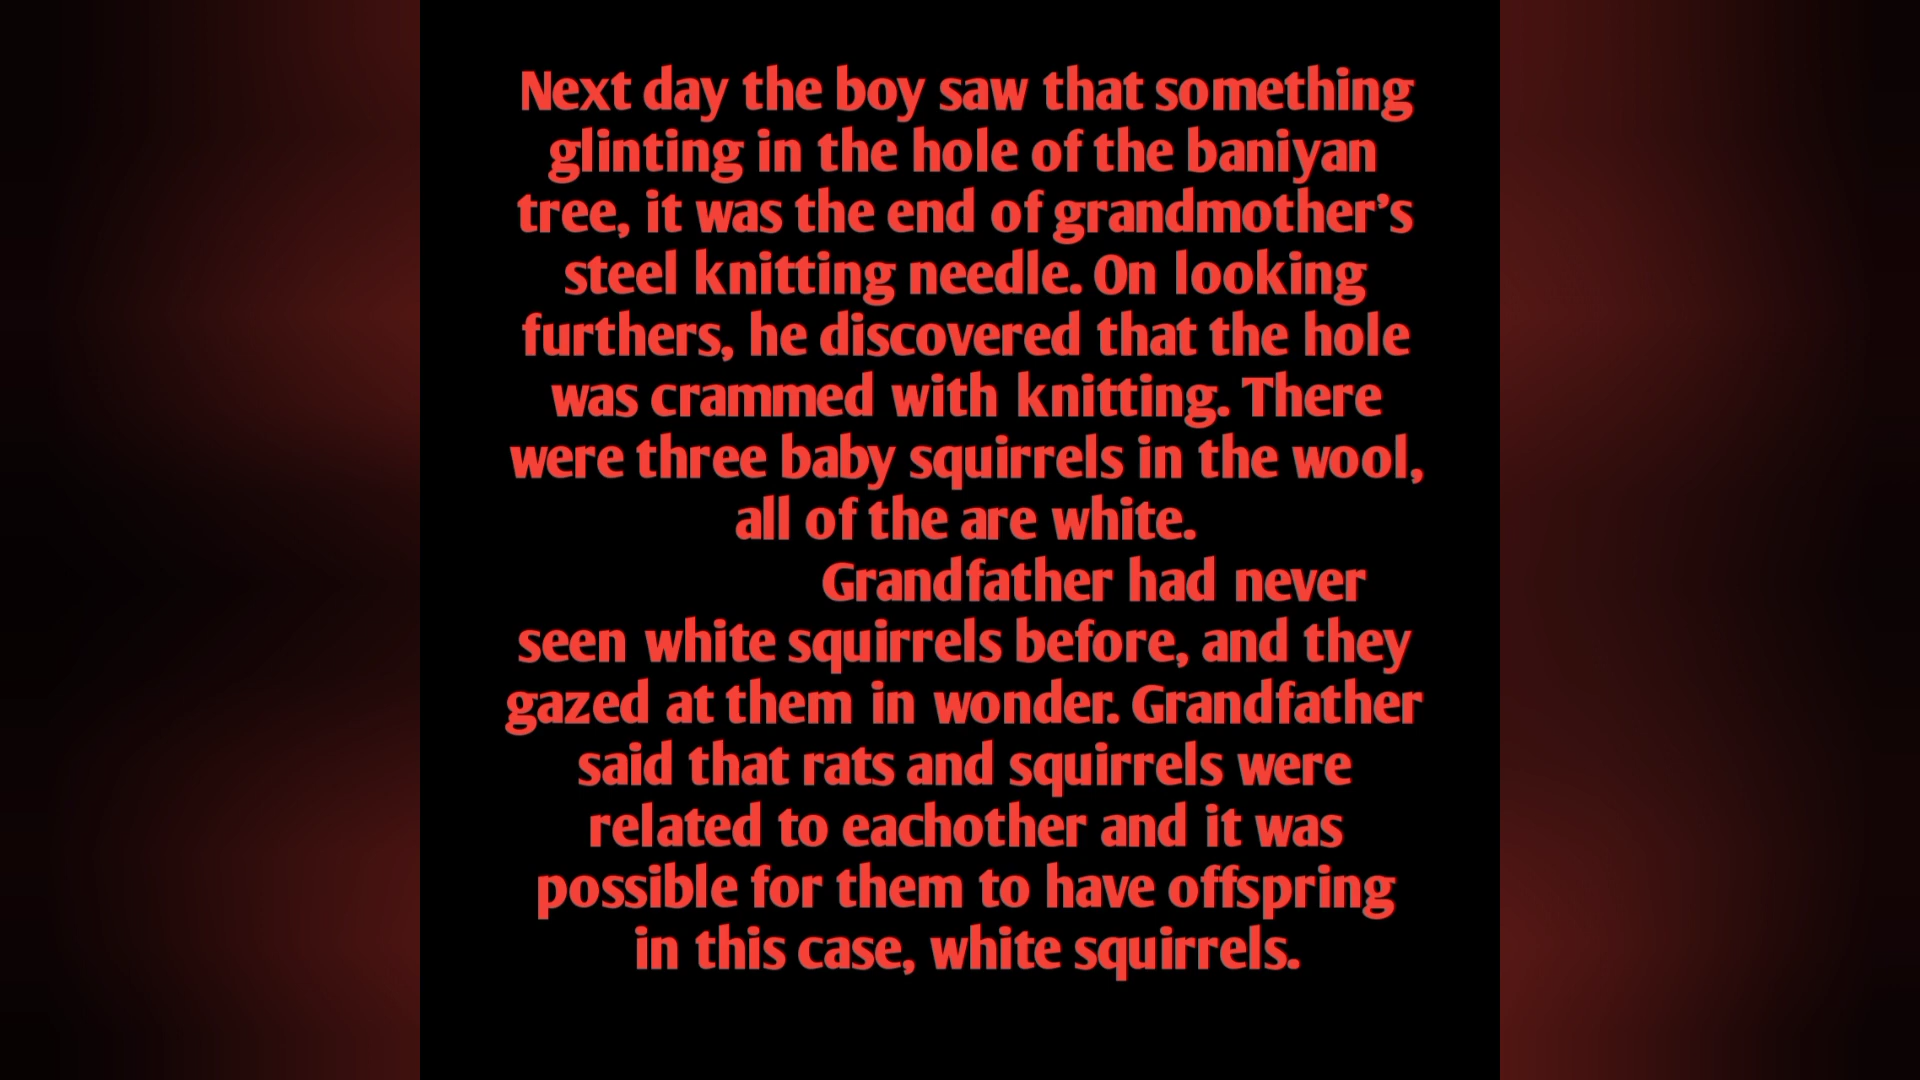 Next day the boy saw that something
glinting in the hole of the baniyan
tree, it was the end of grandmother’s
steel knitting needle. On looking
furthers, he discovered that the hole
was crammed with knitting. There
were three baby squirrels in the wool,
all of the are white.
Grandfather had never
seen white squirrels before, and they
gazed at them in wonder. Grandfather
said that rats and squirrels were
related to eachother and it was
possible for them to have offspring
in this case, white squirrels.